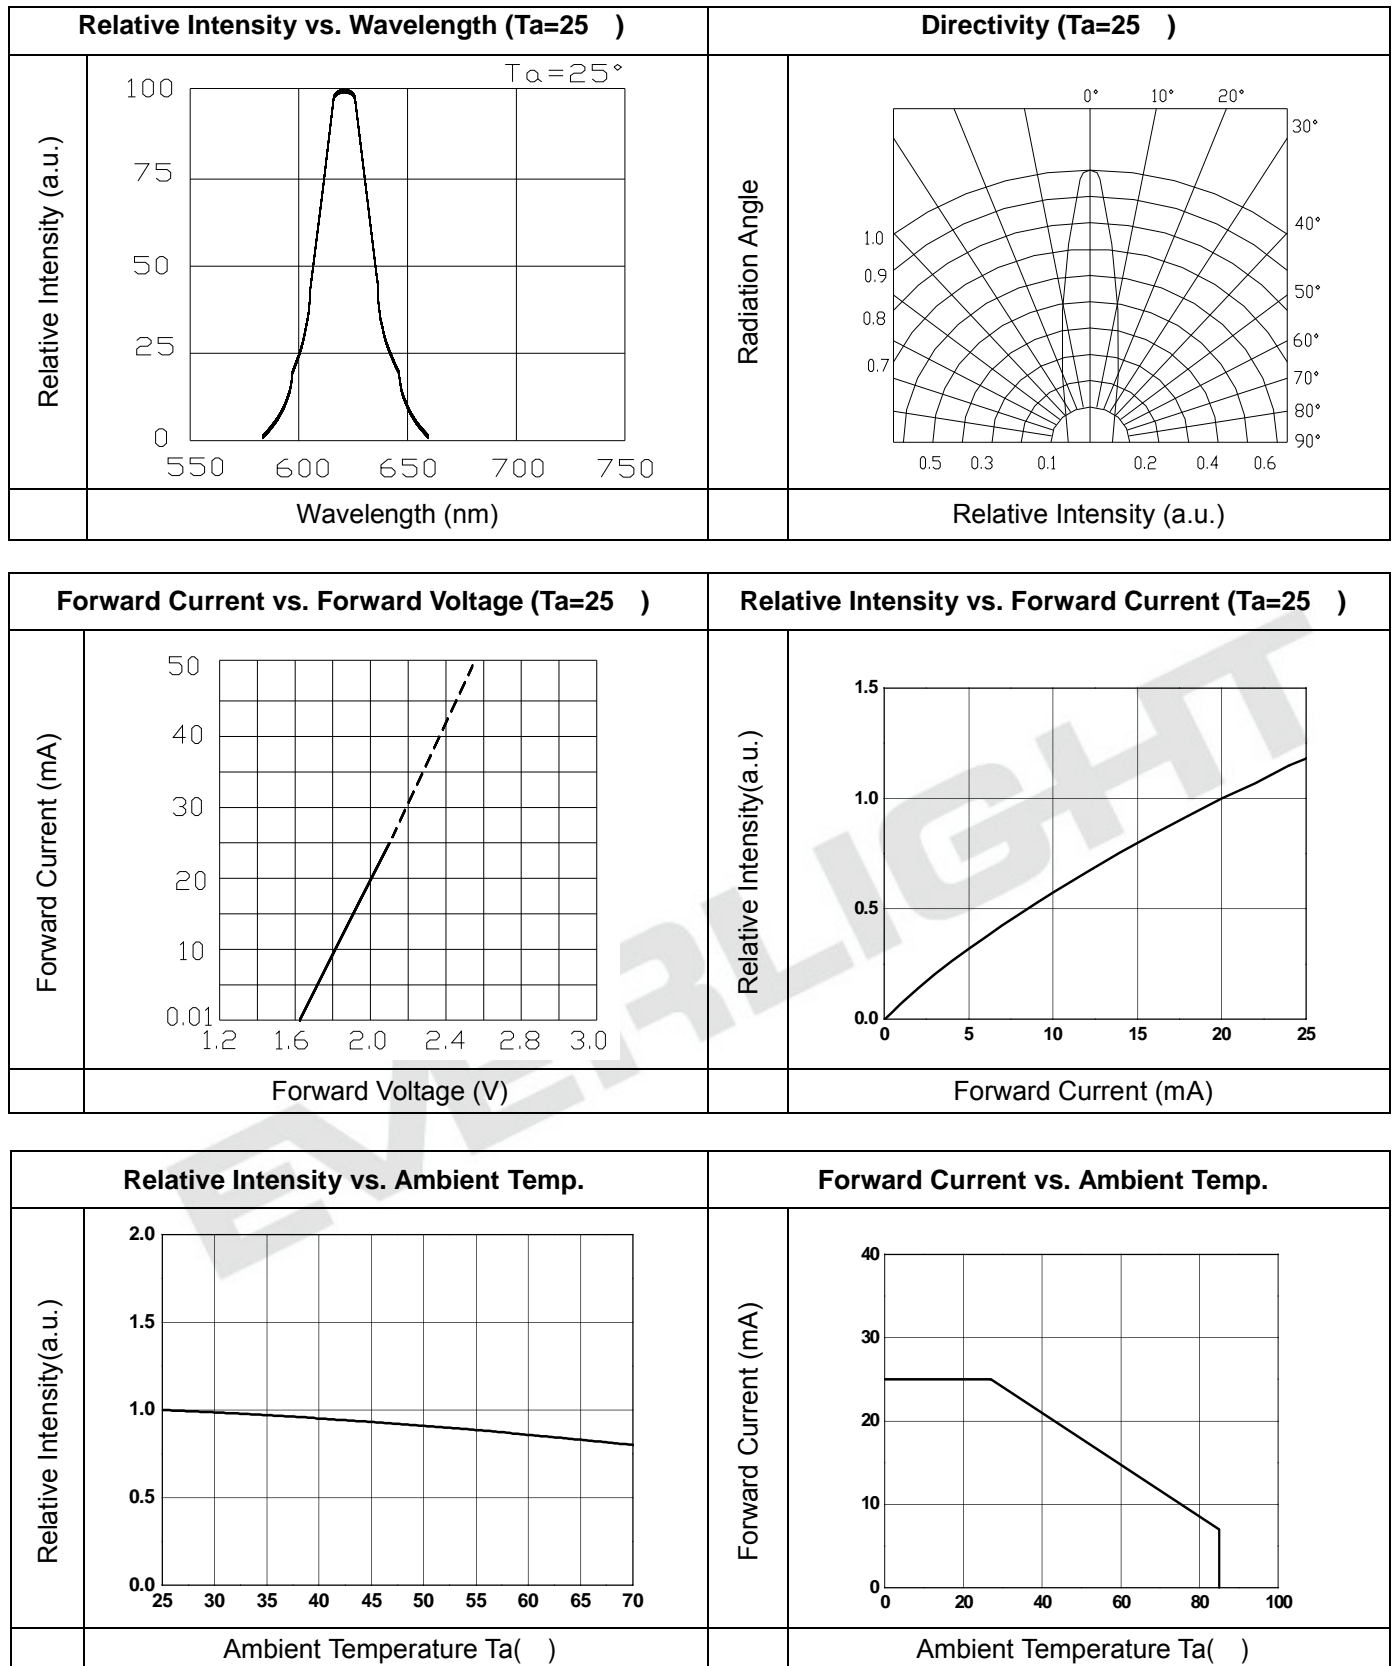 Relative Intensity vs. Wavelength (Ta=25 )
Directivity (Ta=25 )
Relative Intensity (a.u.)
Ta=25°
100
75
50
25
0
550 600 650 700 750
Wavelength (nm)
Radiation Angle
0° 10° 20°
30°
40°
50°
60°
70°
80°
90°
1.0
0.9
0.8
0.7
0.5 0.3 0.1 0.2 0.4 0.6
Relative Intensity (a.u.)
Forward Current vs. Forward Voltage (Ta=25 )
Relative Intensity vs. Forward Current (Ta=25 )
Forward Current (mA)
50
40
30
20
10
0.01
1.2 1.6 2.0 2.4 2.8 3.0
Forward Voltage (V)
Relative Intensity(a.u.)
1.5
1.0
0.5
0.0
0 5 10 15 20 25
Forward Current (mA)
EVERLIGHT
Relative Intensity vs. Ambient Temp.
Forward Current vs. Ambient Temp.
Relative Intensity(a.u.)
2.0
1.5
1.0
0.5
0.0
25 30 35 40 45 50 55 60 65 70
Ambient Temperature Ta( )
Forward Current (mA)
40
30
20
10
0
0 20 40 60 80 100
Ambient Temperature Ta( )